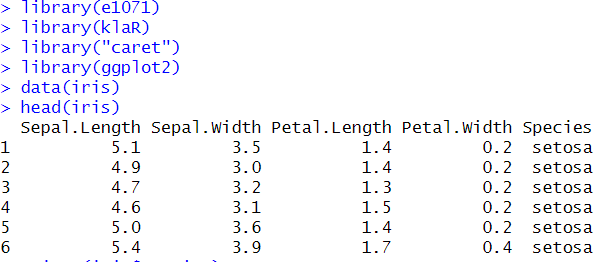 > library(e1071)
> library(klaR)
> library("caret")
> library(ggplot2)
> data(iris)
> head(iris)
  Sepal.Length Sepal.Width Petal.Length Petal.Width Species
1          5.1         3.5          1.4         0.2  setosa
2          4.9         3.0          1.4         0.2  setosa
3          4.7         3.2          1.3         0.2  setosa
4          4.6         3.1          1.5         0.2  setosa
5          5.0         3.6          1.4         0.2  setosa
6          5.4         3.9          1.7         0.4  setosa